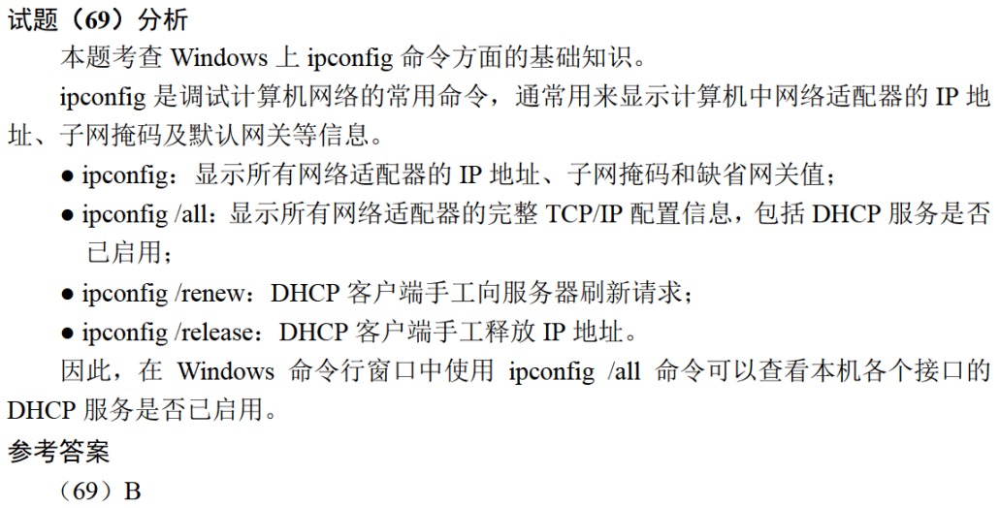 试题（69）分析
本题考查 Windows 上 ipconfig 命令方面的基础知识。
ipconfig 是调试计算机网络的常用命令，通常用来显示计算机中网络适配器的 IP 地
址、子网掩码及默认网关等信息。
● ipconfig：显示所有网络适配器的 IP 地址、子网掩码和缺省网关值；
● ipconfig /all：显示所有网络适配器的完整 TCP/IP 配置信息，包括 DHCP 服务是否
已启用；
● ipconfig /renew：DHCP 客户端手工向服务器刷新请求；
● ipconfig /release：DHCP 客户端手工释放 IP 地址。
因此，在 Windows 命令行窗口中使用 ipconfig /all 命令可以查看本机各个接口的
DHCP 服务是否已启用。
参考答案
（69）B